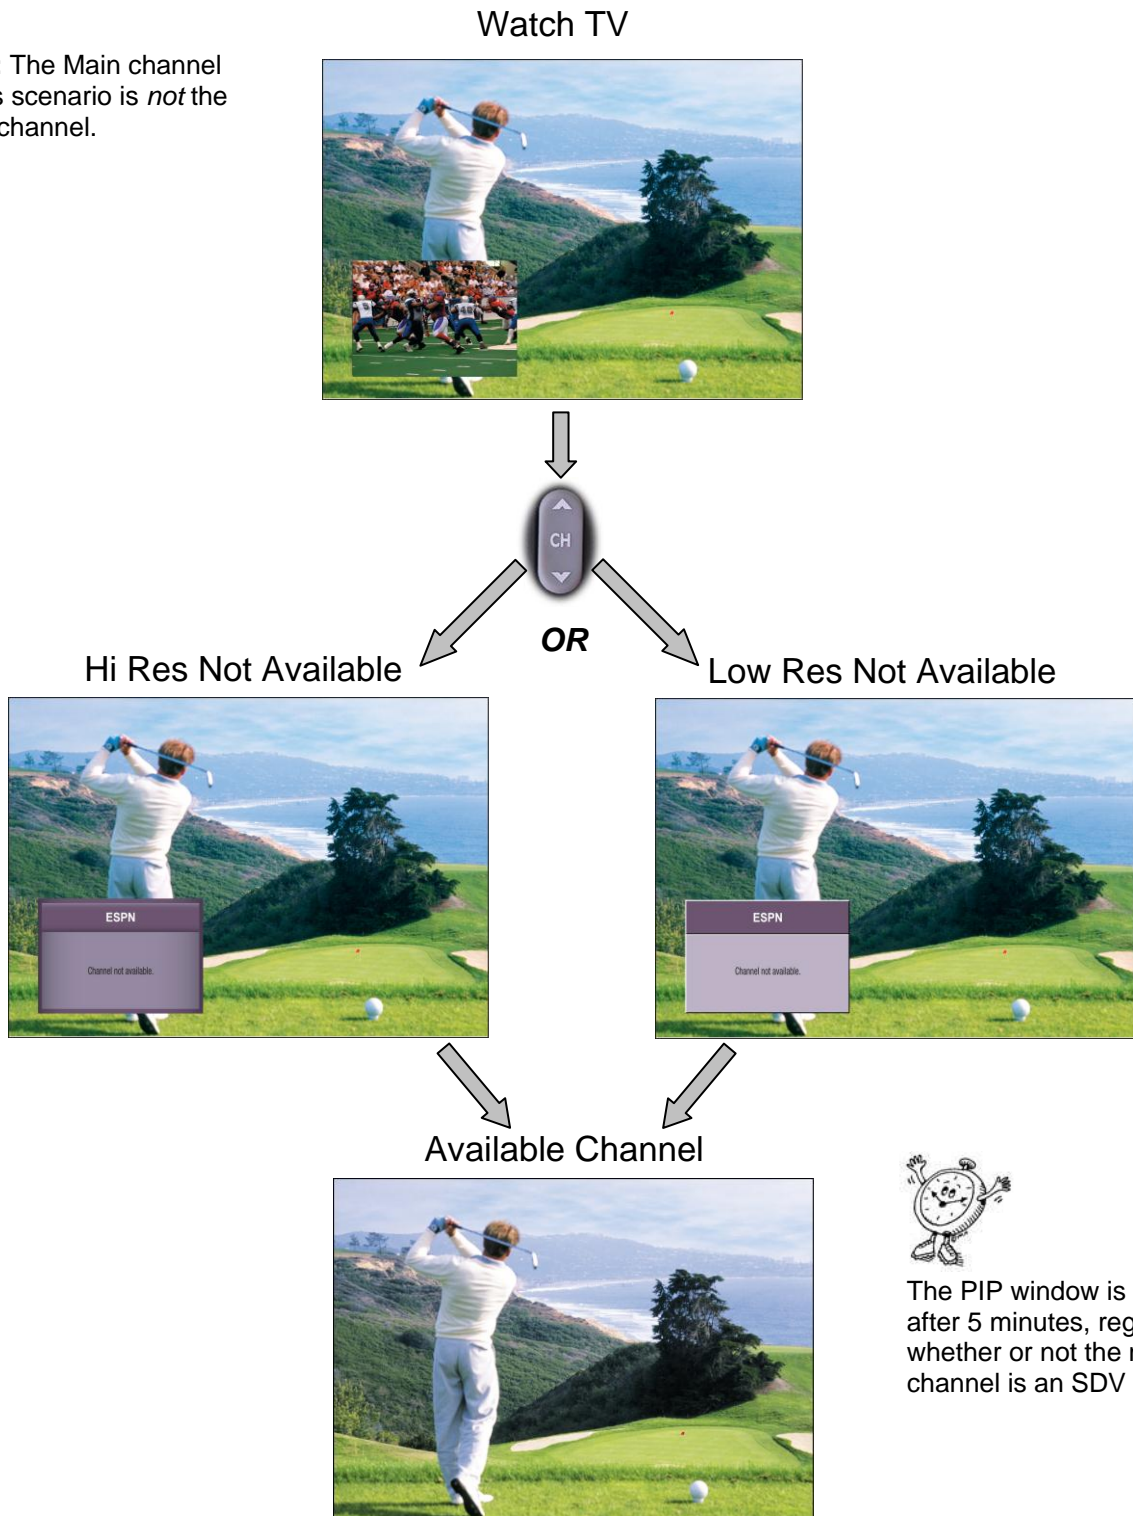 Watch TV
: The Main channel
s scenario is not the
channel.
CH
OR
Hi Res Not Available
Low Res Not Available
ESPN
Channel not available.
ESPN
Channel not available.
Available Channel
The PIP window is
after 5 minutes, reg
whether or not the
channel is an SDV